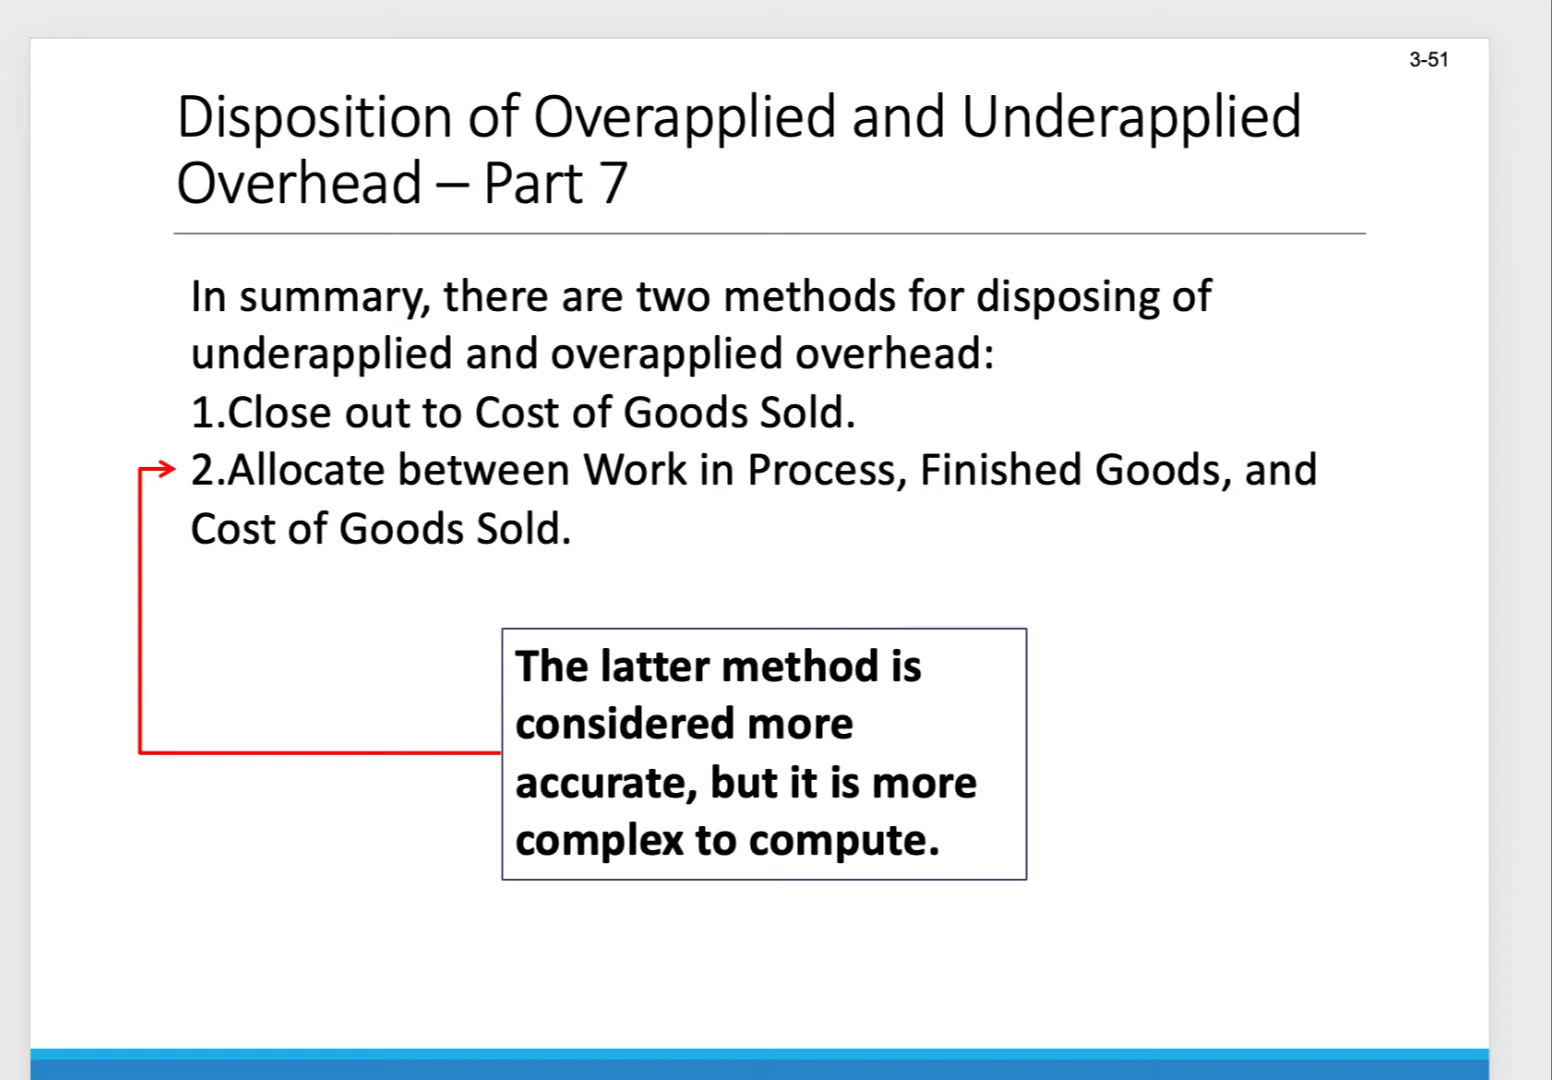 3-51
Disposition of Overapplied and Underapplied
Overhead – Part 7
In summary, there are two methods for disposing of
underapplied and overapplied overhead:
1.Close out to Cost of Goods Sold.
2.Allocate between Work in Process, Finished Goods, and
Cost of Goods Sold.
The latter method is
considered more
accurate, but it is more
complex to compute.